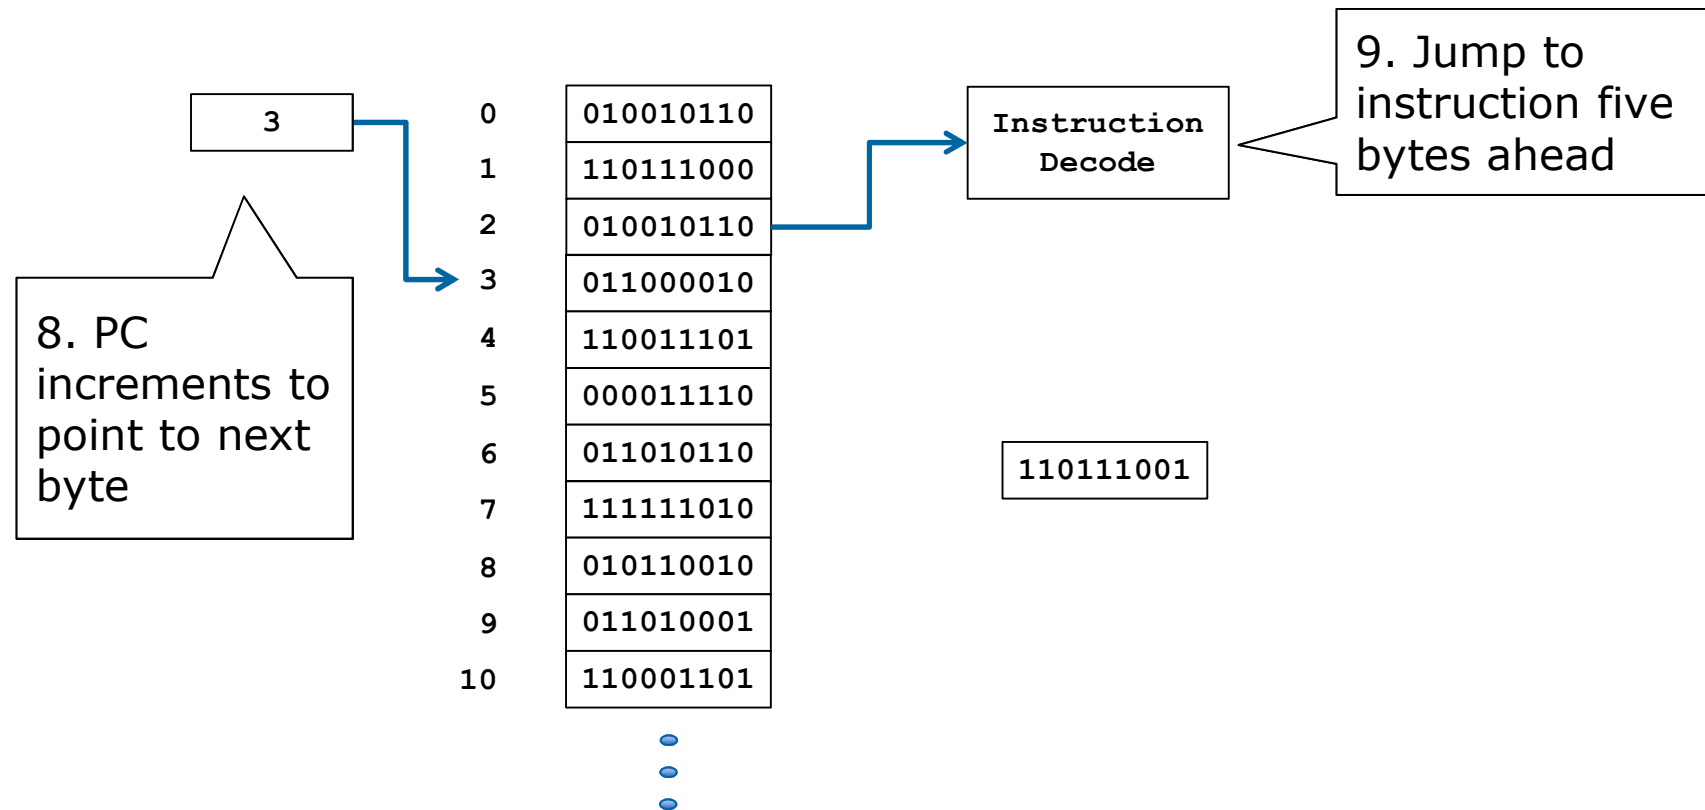 3
8. PC
increments to
point to next
byte
0 010010110
1 110111000
2 010010110
3 011000010
4 110011101
5 000011110
6 011010110
7 111111010
8 010110010
9 011010001
10 110001101
Instruction
Decode
9. Jump to
instruction five
bytes ahead
110111001